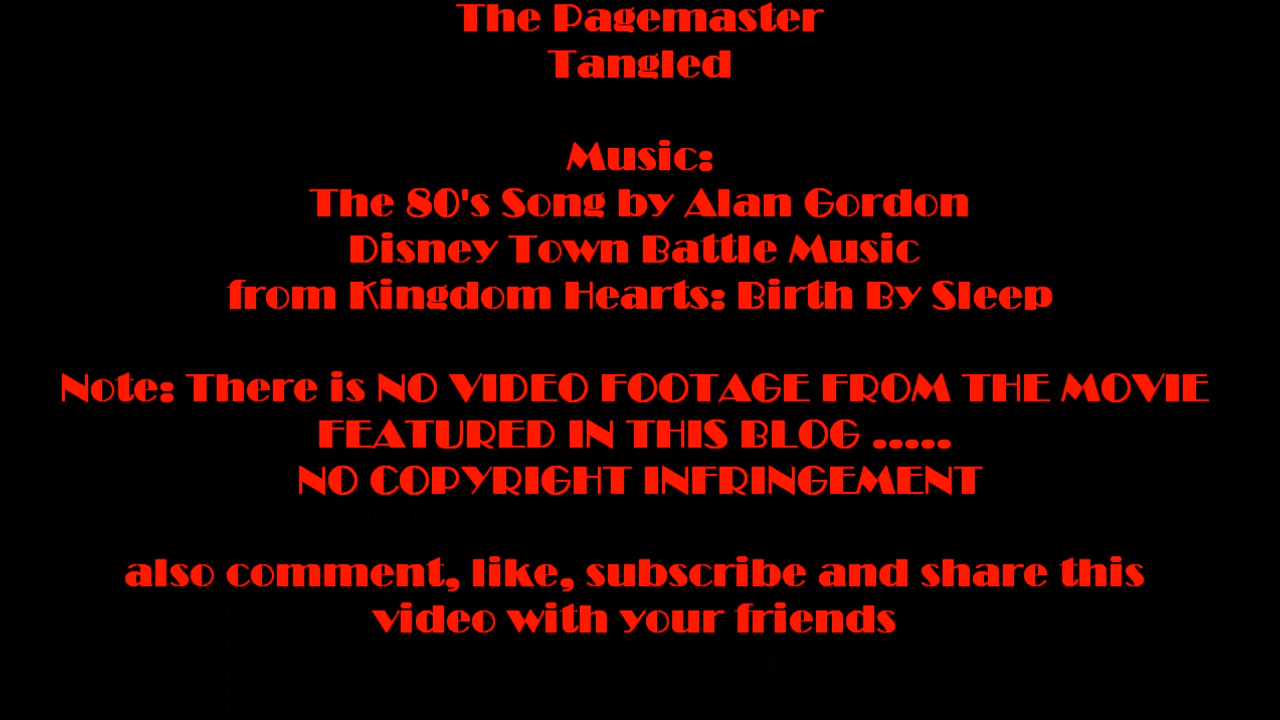 The Pagemaster
Tangled
Music:
The 80's Song by Alan Gordon
Disney Town Battle Music
from Kingdom Hearts: Birth By Sleep
Note: There is NO VIDEO FOOTAGE FROM THE MOVIE
FEATURED IN THIS BLOG .....
NO COPYRIGHT INFRINGEMENT
also comment, like, subscribe and share this
video with your friends